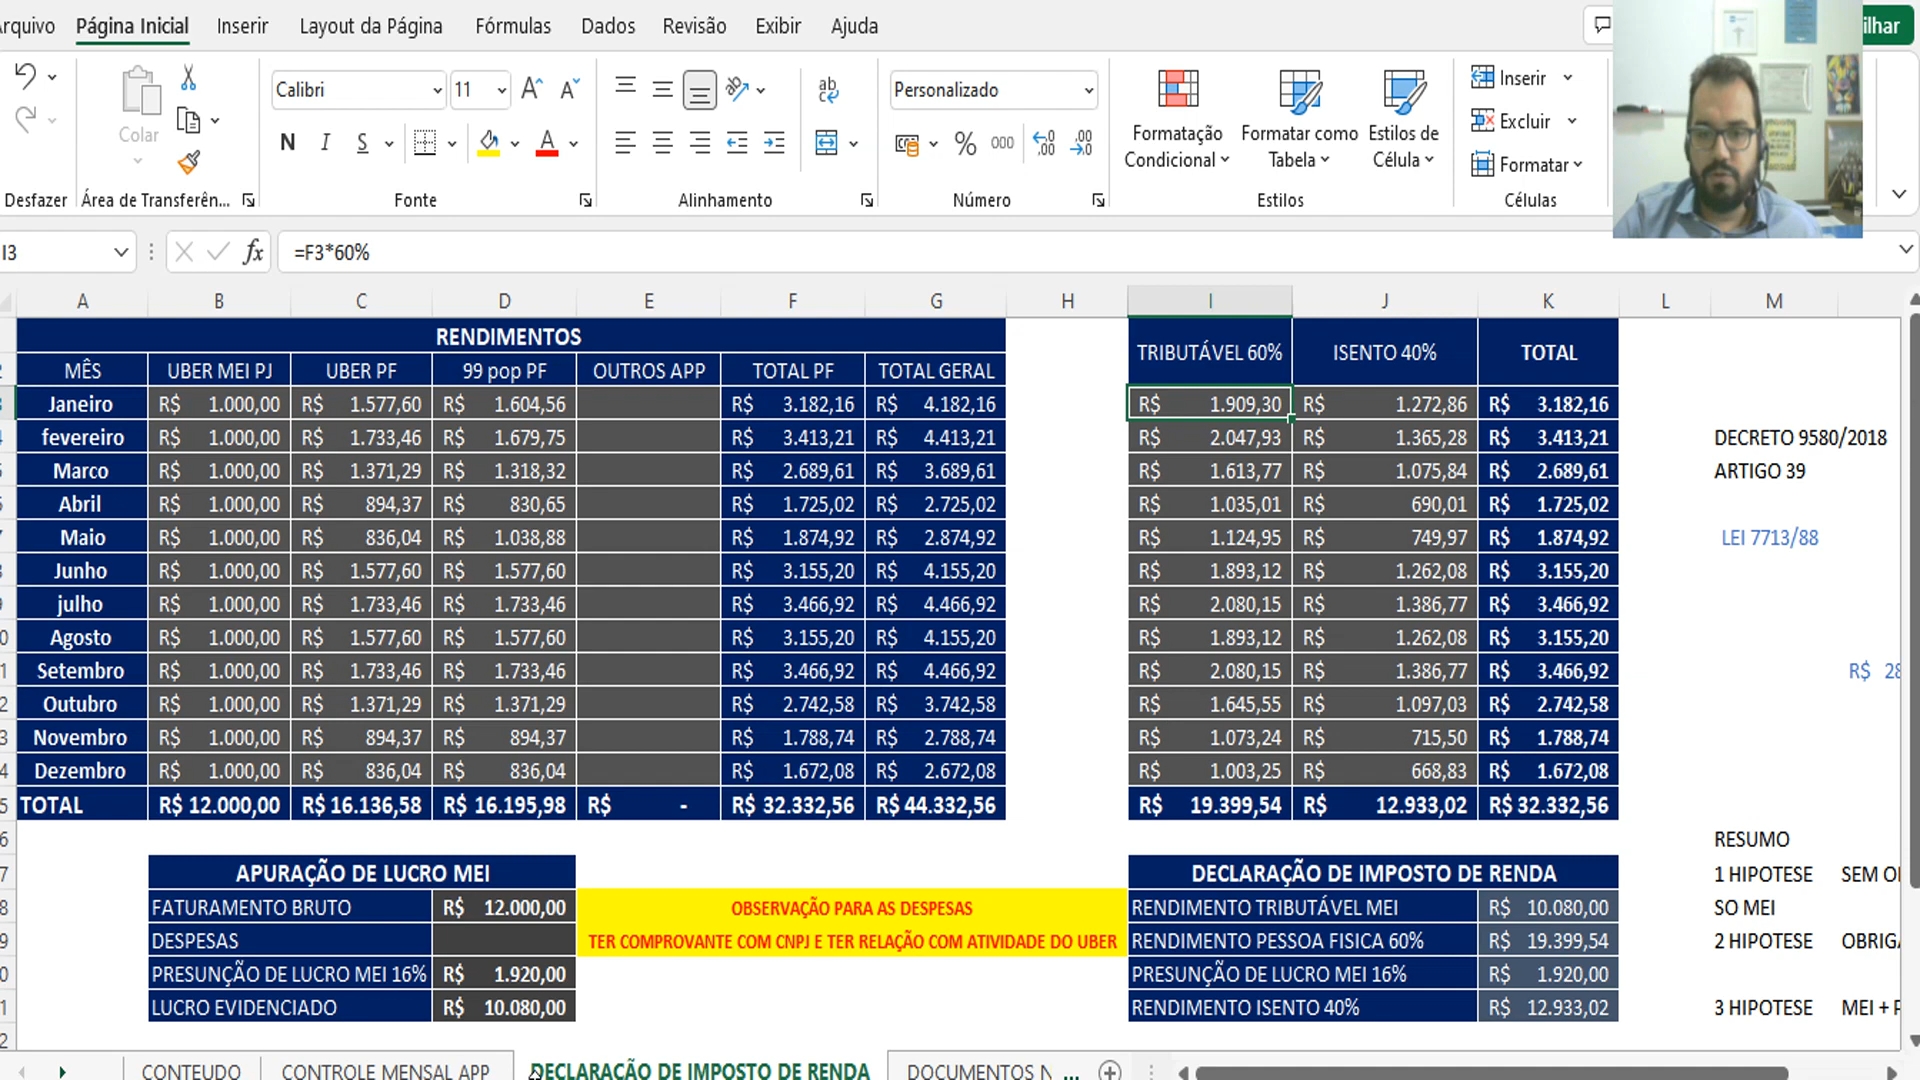 Arquivo Página Inicial Inserir Layout da Página Fórmulas Dados Revisão Exibir Ajuda
Calibri 11 Personalizado
Colar
N I S A % 000
ab c
Formatação Condicional
Formatar como Tabela
Estilos de Célula
Inserir
Excluir
Formatar
Desfazer Área de Transferên... Fonte Alinhamento Número Estilos Células
I3 fx =F3*60%
A B C D E F G H I J K L M
RENDIMENTOS TRIBUTÁVEL 60% ISENTO 40% TOTAL
MÊS UBER MEI PJ UBER PF 99 pop PF OUTROS APP TOTAL PF TOTAL GERAL
Janeiro R$ 1.000,00 R$ 1.577,60 R$ 1.604,56 R$ 3.182,16 R$ 4.182,16 R$ 1.909,30 R$ 1.272,86 R$ 3.182,16
fevereiro R$ 1.000,00 R$ 1.733,46 R$ 1.679,75 R$ 3.413,21 R$ 4.413,21 R$ 2.047,93 R$ 1.365,28 R$ 3.413,21 DECRETO 9580/2018
Marco R$ 1.000,00 R$ 1.371,29 R$ 1.318,32 R$ 2.689,61 R$ 3.689,61 R$ 1.613,77 R$ 1.075,84 R$ 2.689,61 ARTIGO 39
Abril R$ 1.000,00 R$ 894,37 R$ 830,65 R$ 1.725,02 R$ 2.725,02 R$ 1.035,01 R$ 690,01 R$ 1.725,02
Maio R$ 1.000,00 R$ 836,04 R$ 1.038,88 R$ 1.874,92 R$ 2.874,92 R$ 1.124,95 R$ 749,97 R$ 1.874,92 LEI 7713/88
Junho R$ 1.000,00 R$ 1.577,60 R$ 1.577,60 R$ 3.155,20 R$ 4.155,20 R$ 1.893,12 R$ 1.262,08 R$ 3.155,20
julho R$ 1.000,00 R$ 1.733,46 R$ 1.733,46 R$ 3.466,92 R$ 4.466,92 R$ 2.080,15 R$ 1.386,77 R$ 3.466,92
Agosto R$ 1.000,00 R$ 1.577,60 R$ 1.577,60 R$ 3.155,20 R$ 4.155,20 R$ 1.893,12 R$ 1.262,08 R$ 3.155,20
Setembro R$ 1.000,00 R$ 1.733,46 R$ 1.733,46 R$ 3.466,92 R$ 4.466,92 R$ 2.080,15 R$ 1.386,77 R$ 3.466,92 R$ 28
Outubro R$ 1.000,00 R$ 1.371,29 R$ 1.371,29 R$ 2.742,58 R$ 3.742,58 R$ 1.645,55 R$ 1.097,03 R$ 2.742,58
Novembro R$ 1.000,00 R$ 894,37 R$ 894,37 R$ 1.788,74 R$ 2.788,74 R$ 1.073,24 R$ 715,50 R$ 1.788,74
Dezembro R$ 1.000,00 R$ 836,04 R$ 836,04 R$ 1.672,08 R$ 2.672,08 R$ 1.003,25 R$ 668,83 R$ 1.672,08
TOTAL R$ 12.000,00 R$ 16.136,58 R$ 16.195,98 R$ - R$ 32.332,56 R$ 44.332,56 R$ 19.399,54 R$ 12.933,02 R$ 32.332,56
RESUMO
APURAÇÃO DE LUCRO MEI DECLARAÇÃO DE IMPOSTO DE RENDA 1 HIPOTESE SEM
FATURAMENTO BRUTO R$ 12.000,00 OBSERVAÇÃO PARA AS DESPESAS RENDIMENTO TRIBUTÁVEL MEI R$ 10.080,00 SO MEI
DESPESAS TER COMPROVANTE COM CNPJ E TER RELAÇÃO COM ATIVIDADE DO UBER RENDIMENTO PESSOA FISICA 60% R$ 19.399,54 2 HIPOTESE OBRIGA
PRESUNÇÃO DE LUCRO MEI 16% R$ 1.920,00 PRESUNÇÃO DE LUCRO MEI 16% R$ 1.920,00
LUCRO EVIDENCIADO R$ 10.080,00 RENDIMENTO ISENTO 40% R$ 12.933,02 3 HIPOTESE MEI +
CONTEUDO CONTROLE MENSAL APP DECLARAÇÃO DE IMPOSTO DE RENDA DOCUMENTOS N ...